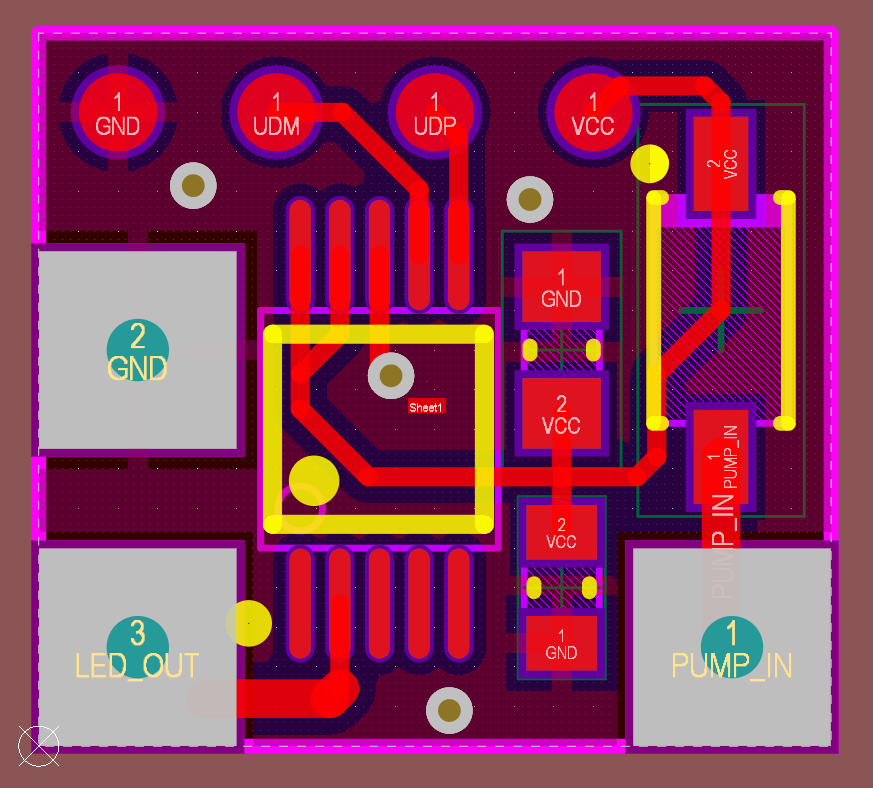 1
GND
1
UDM
1
UDP
1
VCC
2
VCC
1
GND
2
GND
2
VCC
Sheet1
1
PUMP_IN
PUMP_IN
2
VCC
1
GND
3
LED_OUT
1
PUMP_IN